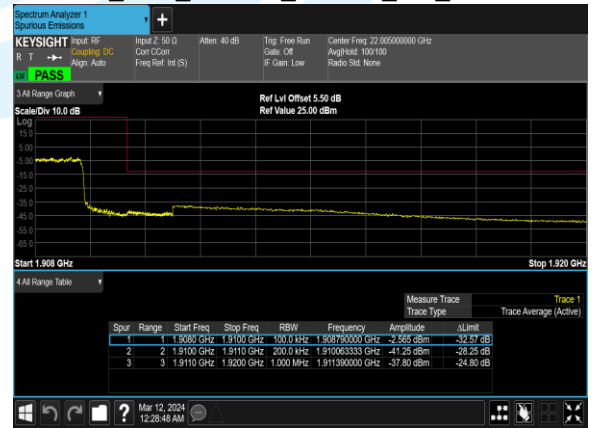 Spectrum Analyzer 1
Spurious Emissions
+
KEYSIGHT Input: RF Input Z: 50 Ω Atten: 40 dB Trig: Free Run Center Freq: 22.005000000 GHz
R T Coupling: DC Corr CCorr Gate: Off Avg|Hold: 100/100
Align: Auto Freq Ref: Int (S) IF Gain: Low Radio Std: None
LXI PASS
3 All Range Graph
Ref Lvl Offset 5.50 dB
Scale/Div 10.0 dB Ref Value 25.00 dBm
Log
15.0
5.00
-5.00
-15.0
-25.0
-35.0
-45.0
-55.0
-65.0
Start 1.908 GHz Stop 1.920 GHz
4 All Range Table
Measure Trace Trace 1
Trace Type Trace Average (Active)
Spur Range Start Freq Stop Freq RBW Frequency Amplitude ΔLimit
1 1 1.9080 GHz 1.9100 GHz 100.0 kHz 1.908790000 GHz -2.565 dBm -32.57 dB
2 2 1.9100 GHz 1.9110 GHz 200.0 kHz 1.910063333 GHz -41.25 dBm -28.25 dB
3 3 1.9110 GHz 1.9200 GHz 1.000 MHz 1.911390000 GHz -37.80 dBm -24.80 dB
? Mar 12, 2024
12:28:48 AM